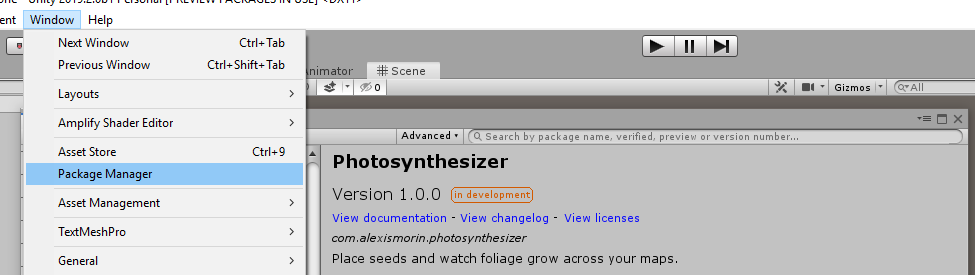 Unity 2019.2.0b1 Personal [PREVIEW PACKAGES IN USE] <DX11>
Window Help
Next Window Ctrl+Tab
Previous Window Ctrl+Shift+Tab
Layouts
Amplify Shader Editor
Asset Store Ctrl+9
Package Manager
Asset Management
TextMeshPro
General
Animator Scene
0 Gizmos All
Advanced Search by package name, verified, preview or version number...
Photosynthesizer
Version 1.0.0 in development
View documentation - View changelog - View licenses
com.alexismorin.photosynthesizer
Place seeds and watch foliage grow across your maps.